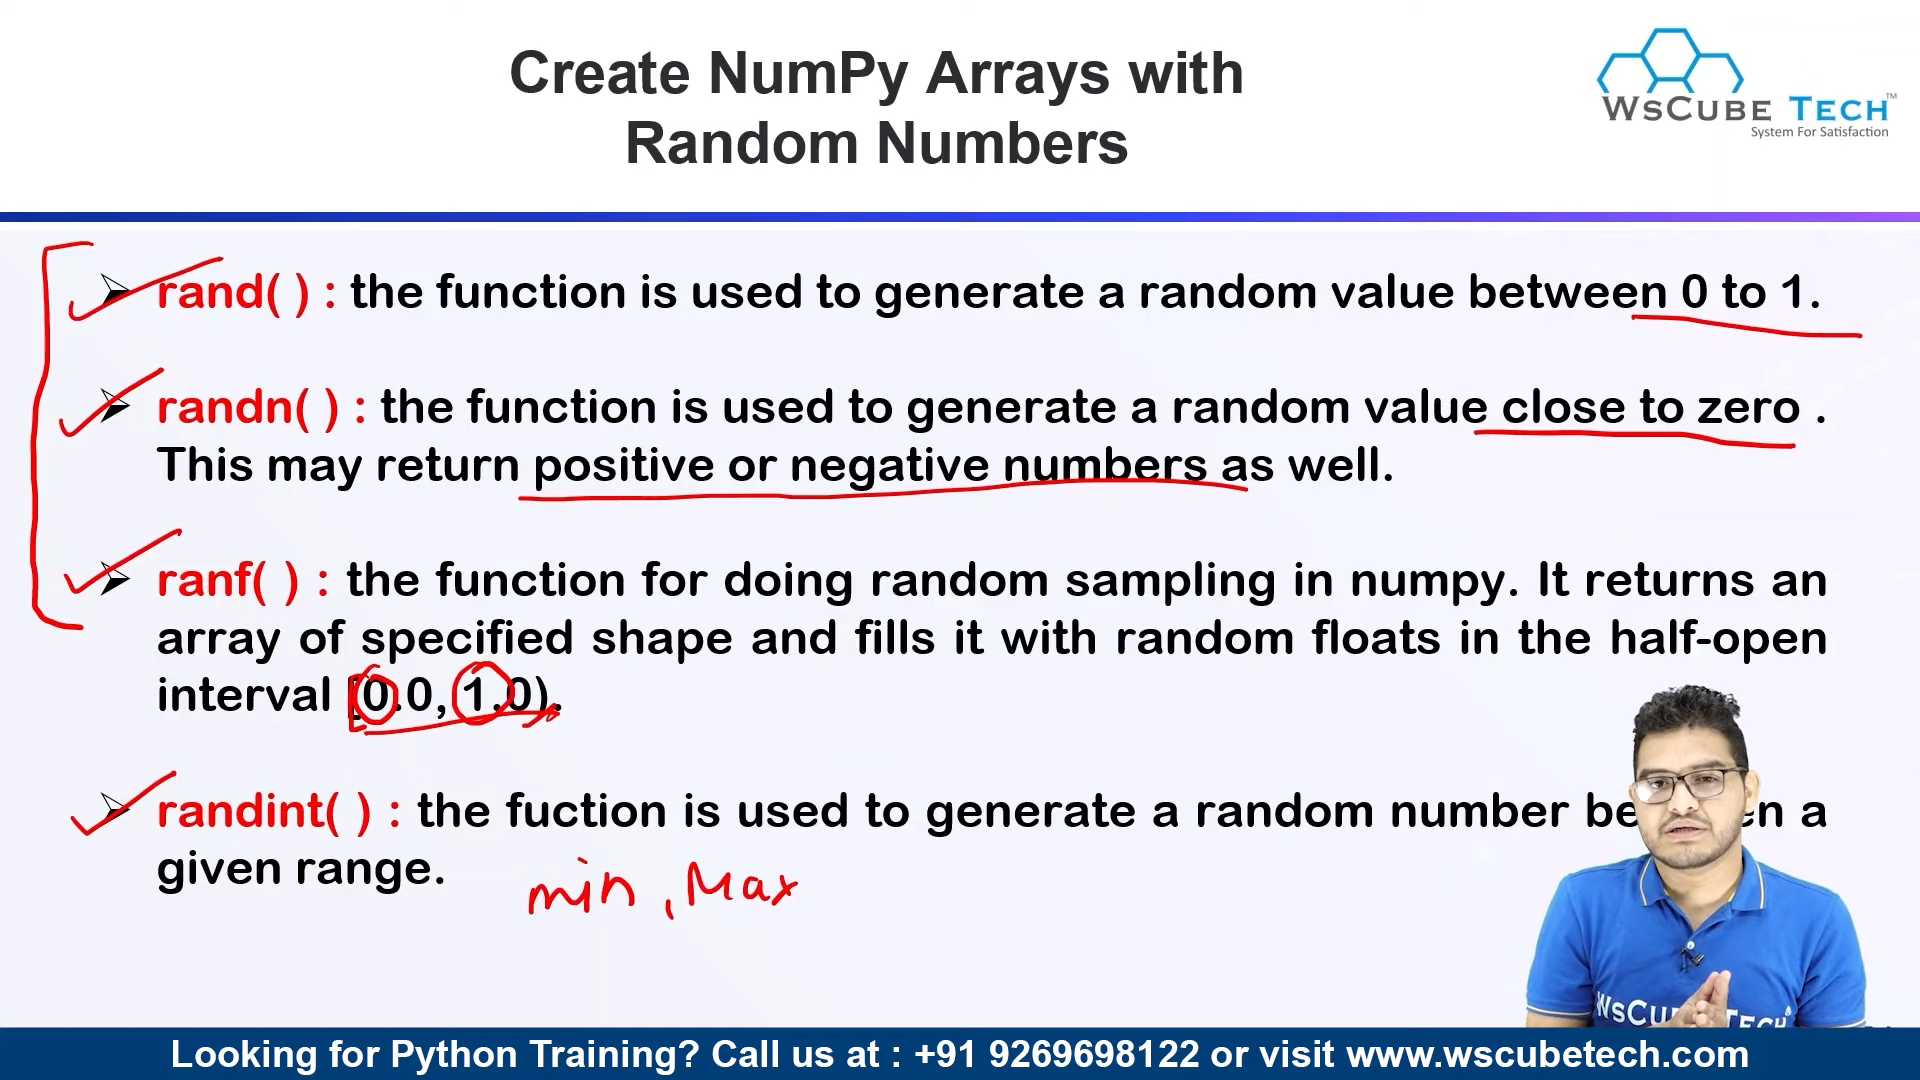 Create NumPy Arrays with
Random Numbers
WSCUBE TECH™
System For Satisfaction
➢ rand( ) : the function is used to generate a random value between 0 to 1.
➢ randn( ) : the function is used to generate a random value close to zero .
This may return positive or negative numbers as well.
➢ ranf( ) : the function for doing random sampling in numpy. It returns an
array of specified shape and fills it with random floats in the half-open
interval [0.0, 1.0).
➢ randint( ) : the fuction is used to generate a random number be en a
given range.
min, Max
WSCU TECH
Looking for Python Training? Call us at : +91 9269698122 or visit www.wscubetech.com